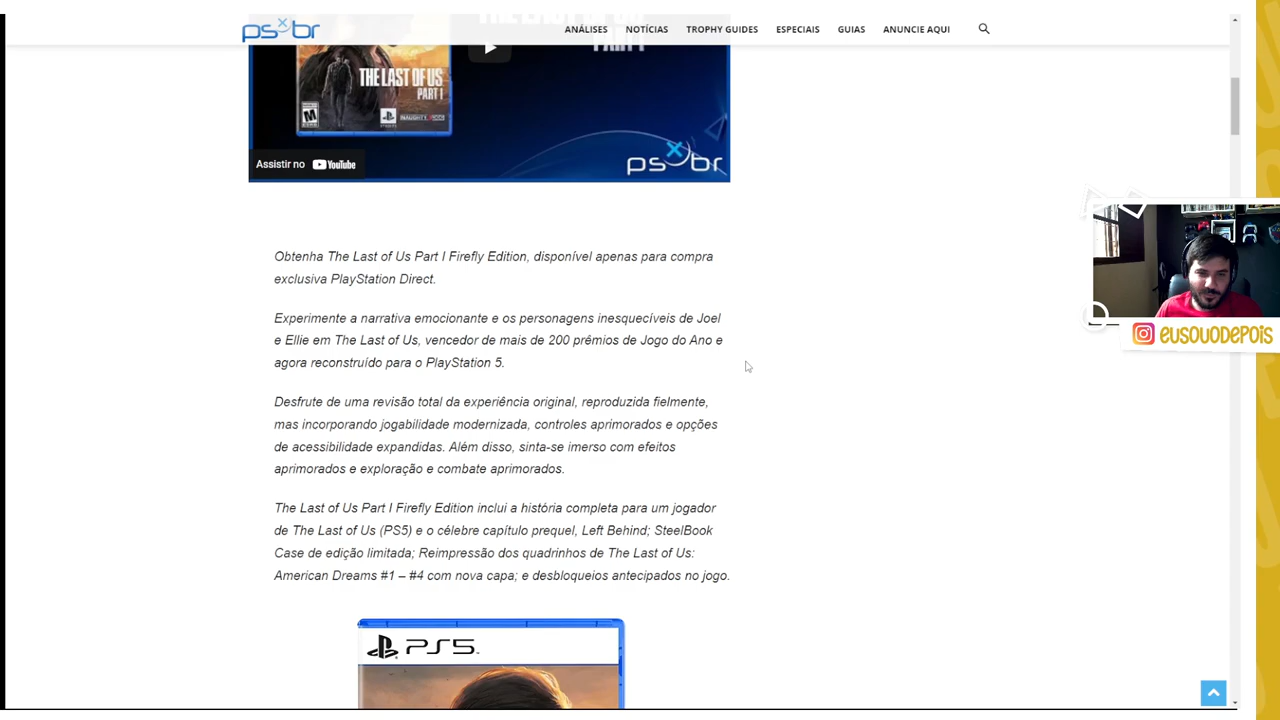 psxbr
ANÁLISES NOTÍCIAS TROPHY GUIDES ESPECIAIS GUIAS ANUNCIE AQUI
THE LAST OF US
PART I
M
Assistir no YouTube
psxbr
Obtenha The Last of Us Part I Firefly Edition, disponível apenas para compra
exclusiva PlayStation Direct.
Experimente a narrativa emocionante e os personagens inesquecíveis de Joel
e Ellie em The Last of Us, vencedor de mais de 200 prêmios de Jogo do Ano e
agora reconstruído para o PlayStation 5.
Desfrute de uma revisão total da experiência original, reproduzida fielmente,
mas incorporando jogabilidade modernizada, controles aprimorados e opções
de acessibilidade expandidas. Além disso, sinta-se imerso com efeitos
aprimorados e exploração e combate aprimorados.
The Last of Us Part I Firefly Edition inclui a história completa para um jogador
de The Last of Us (PS5) e o célebre capítulo prequel, Left Behind; SteelBook
Case de edição limitada; Reimpressão dos quadrinhos de The Last of Us:
American Dreams #1 – #4 com nova capa; e desbloqueios antecipados no jogo.
PS5
EUSOUODEPOIS